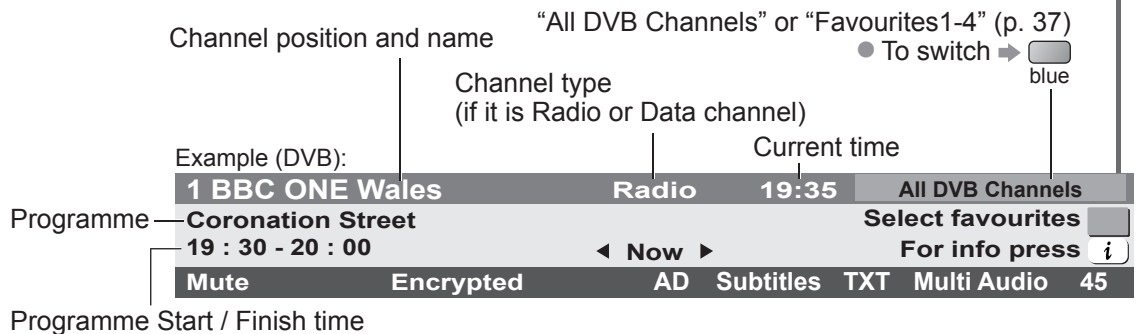 “All DVB Channels” or “Favourites1-4” (p. 37)
Channel position and name
● To switch ➡
blue
Channel type
(if it is Radio or Data channel)
Current time
Example (DVB):
1 BBC ONE Wales Radio 19:35 All DVB Channels
Programme Coronation Street Select favourites
19 : 30 - 20 : 00 ◀ Now ▶ For info press i
Mute Encrypted AD Subtitles TXT Multi Audio 45
Programme Start / Finish time